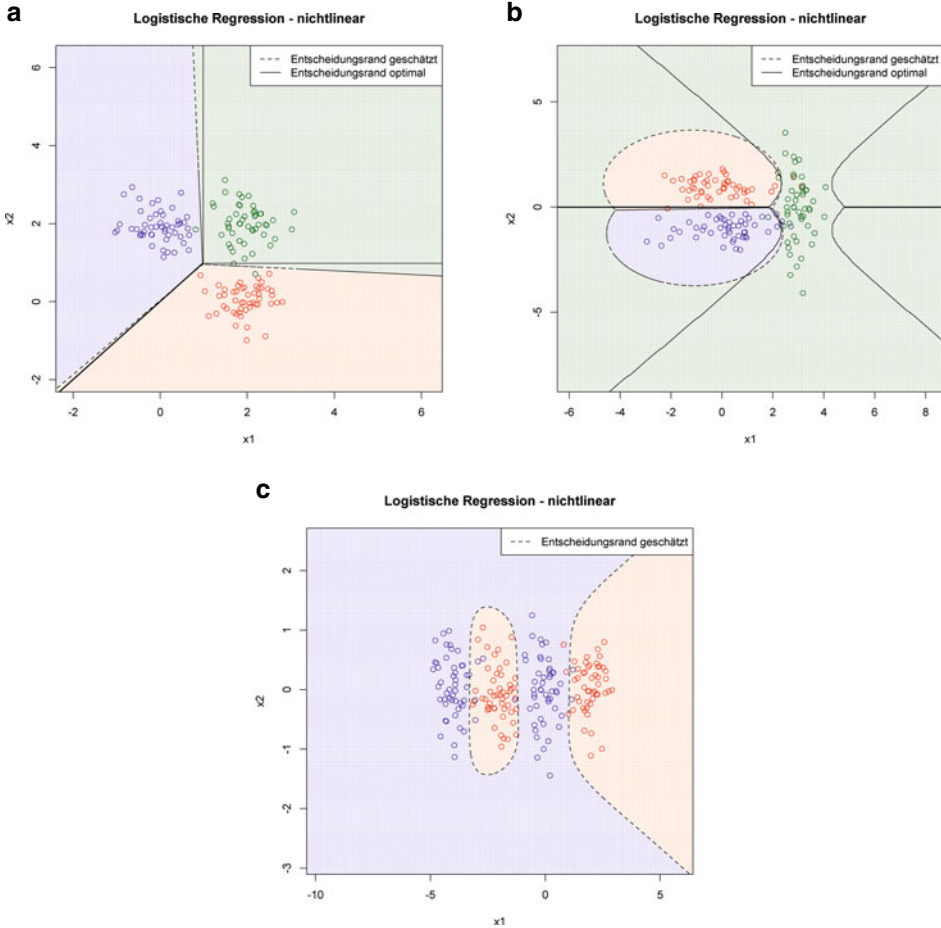 a
Logistische Regression - nichtlinear
Entscheidungsrand geschätzt
Entscheidungsrand optimal
x2
6
4
2
0
-2
-2
0
2
4
6
x1
b
Logistische Regression - nichtlinear
Entscheidungsrand geschätzt
Entscheidungsrand optimal
x2
5
0
-5
-6
-4
-2
0
2
4
6
8
x1
c
Logistische Regression - nichtlinear
Entscheidungsrand geschätzt
x2
2
1
0
-1
-2
-3
-10
-5
0
5
x1